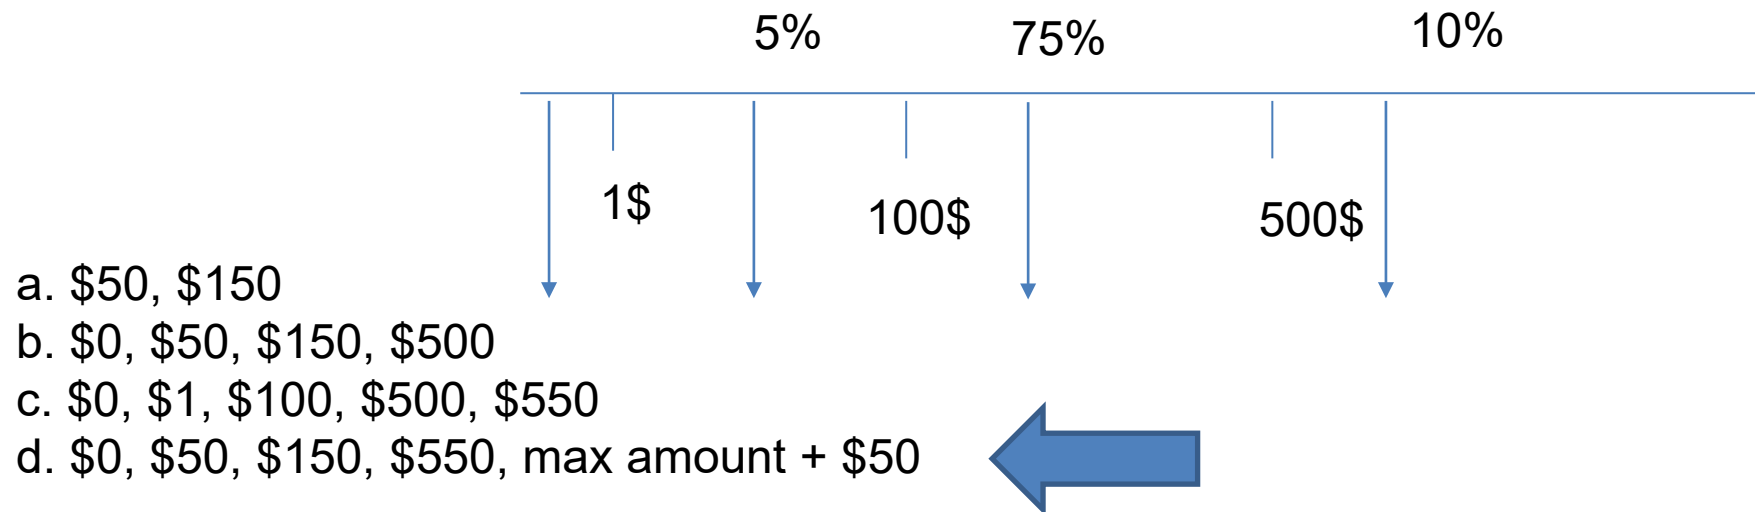 5% 75% 10%
1$ 100$ 500$
a. $50, $150
b. $0, $50, $150, $500
c. $0, $1, $100, $500, $550
d. $0, $50, $150, $550, max amount + $50